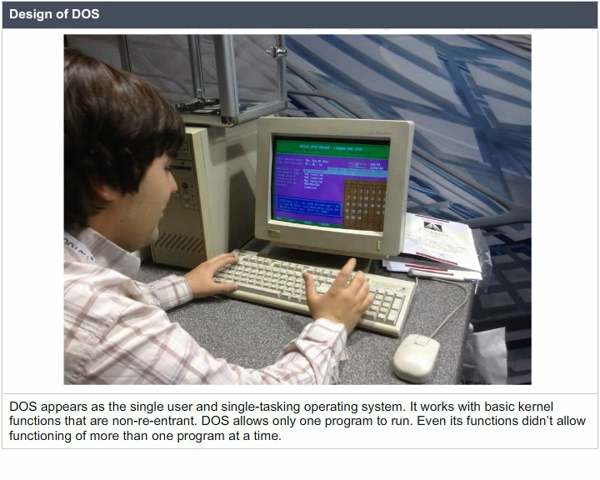 Design of DOS
DOS appears as the single user and single-tasking operating system. It works with basic kernel
functions that are non-re-entrant. DOS allows only one program to run. Even its functions didn’t allow
functioning of more than one program at a time.